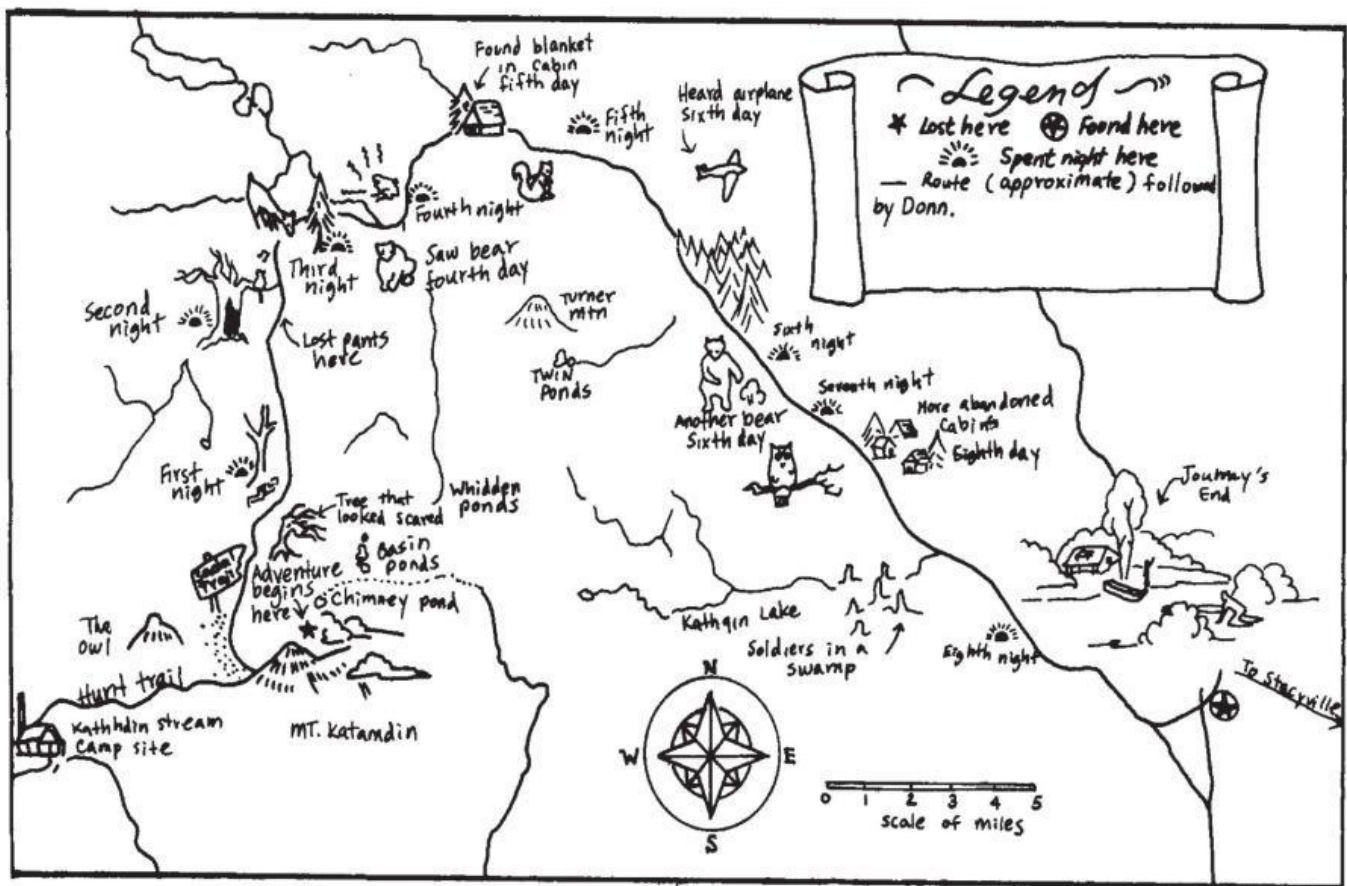 Found blanket
in cabin
fifth day
Fifth
night
Heard airplane
Sixth day
Legend
Lost here
Found here
Spent night here
Route (approximate) followed
by Donn.
Fourth night
Saw bear
fourth day
Third
night
Second
night
Lost pants
here
Turner
mtn
TWIN
Ponds
Sixth
night
Seventh night
Another bear
Sixth day
More abandoned
Cabins
Eighth day
First
night
Tree that
looked scared
Whidden
ponds
Journey's
End
Trail
Adventure
begins
here
Basin
ponds
Chimney pond
The
Owl
Hunt trail
Kathhdin stream
Camp site
MT. Katamdin
Kathqin Lake
Soldiers in a
swamp
Eighth night
To Stacyville
N
W
E
S
0 1 2 3 4 5
scale of miles